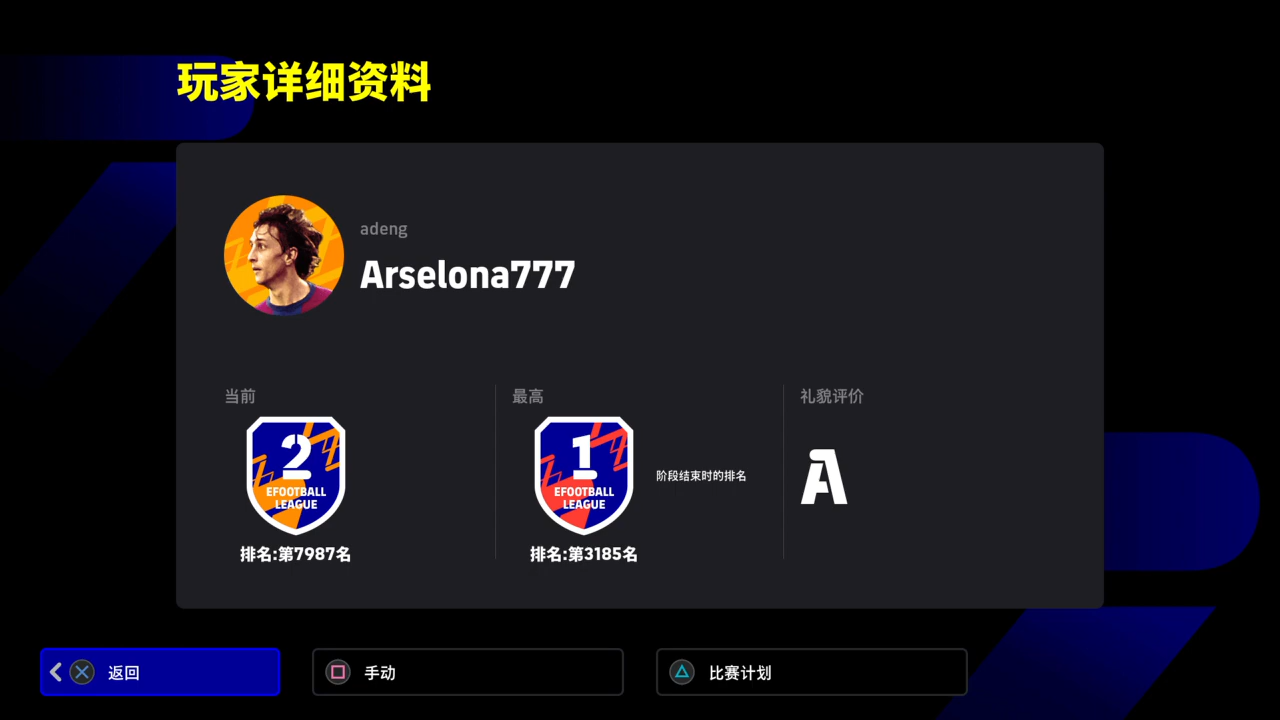 玩家详细资料
adeng
Arselona777
当前
2
EFOOTBALL
LEAGUE
排名:第7987名
最高
1
EFOOTBALL
LEAGUE
阶段结束时的排名
排名:第3185名
礼貌评价
A
返回
手动
比赛计划